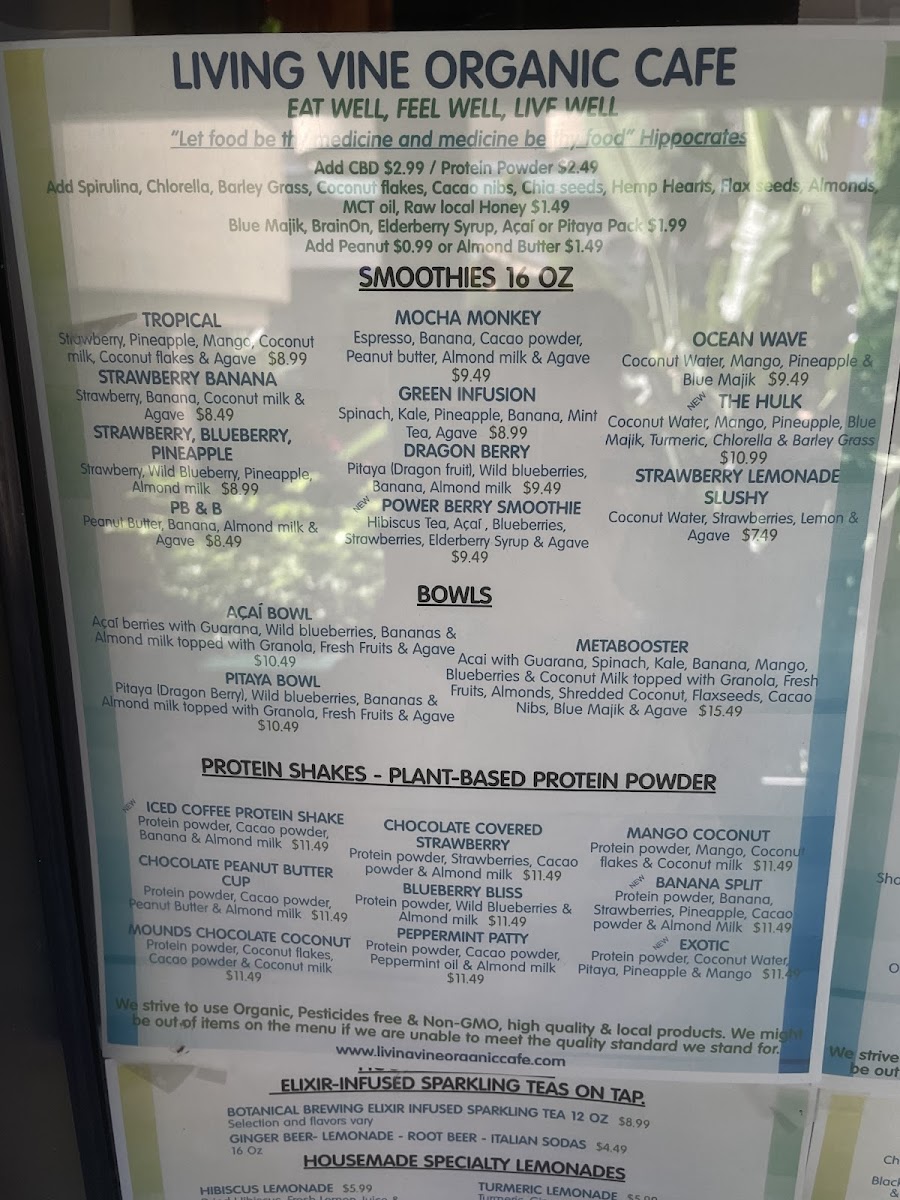 LIVING VINE ORGANIC CAFE
EAT WELL, FEEL WELL, LIVE WELL
"Let food be thy medicine and medicine be thy food" Hippocrates
Add CBD $2.99 / Protein Powder $2.49
Add Spirulina, Chlorella, Barley Grass, Coconut flakes, Cacao nibs, Chia seeds, Hemp Hearts, Flax seeds, Almonds,
MCT oil, Raw local Honey $1.49
Blue Majik, BrainOn, Elderberry Syrup, Açaí or Pitaya Pack $1.99
Add Peanut $0.99 or Almond Butter $1.49
SMOOTHIES 16 OZ
TROPICAL
Strawberry, Pineapple, Mango, Coconut
milk, Coconut flakes & Agave $8.99
STRAWBERRY BANANA
Strawberry, Banana, Coconut milk &
Agave $8.49
STRAWBERRY, BLUEBERRY,
PINEAPPLE
Strawberry, Wild Blueberry, Pineapple,
Almond milk $8.99
PB & B
Peanut Butter, Banana, Almond milk &
Agave $8.49
MOCHA MONKEY
Espresso, Banana, Cacao powder,
Peanut butter, Almond milk & Agave
$9.49
GREEN INFUSION
Spinach, Kale, Pineapple, Banana, Mint
Tea, Agave $8.99
DRAGON BERRY
Pitaya (Dragon fruit), Wild blueberries,
Banana, Almond milk $9.49
NEW POWER BERRY SMOOTHIE
Hibiscus Tea, Açaí , Blueberries,
Strawberries, Elderberry Syrup & Agave
$9.49
OCEAN WAVE
Coconut Water, Mango, Pineapple &
Blue Majik $9.49
NEW THE HULK
Coconut Water, Mango, Pineapple, Blue
Majik, Turmeric, Chlorella & Barley Grass
$10.99
STRAWBERRY LEMONADE
SLUSHY
Coconut Water, Strawberries, Lemon &
Agave $7.49
BOWLS
AÇAÍ BOWL
Açaí berries with Guarana, Wild blueberries, Bananas &
Almond milk topped with Granola, Fresh Fruits & Agave
$10.49
PITAYA BOWL
Pitaya (Dragon Berry), Wild blueberries, Bananas &
Almond milk topped with Granola, Fresh Fruits & Agave
$10.49
METABOOSTER
Acai with Guarana, Spinach, Kale, Banana, Mango,
Blueberries & Coconut Milk topped with Granola, Fresh
Fruits, Almonds, Shredded Coconut, Flaxseeds, Cacao
Nibs, Blue Majik & Agave $15.49
PROTEIN SHAKES - PLANT-BASED PROTEIN POWDER
NEW ICED COFFEE PROTEIN SHAKE
Protein powder, Cacao powder,
Banana & Almond milk $11.49
CHOCOLATE PEANUT BUTTER
CUP
Protein powder, Cacao powder,
Peanut Butter & Almond milk $11.49
MOUNDS CHOCOLATE COCONUT
Protein powder, Coconut flakes,
Cacao powder & Coconut milk
$11.49
CHOCOLATE COVERED
STRAWBERRY
Protein powder, Strawberries, Cacao
powder & Almond milk $11.49
BLUEBERRY BLISS
Protein powder, Wild Blueberries &
Almond milk $11.49
PEPPERMINT PATTY
Protein powder, Cacao powder,
Peppermint oil & Almond milk
$11.49
MANGO COCONUT
Protein powder, Mango, Coconut
flakes & Coconut milk $11.49
NEW BANANA SPLIT
Protein powder, Banana,
Strawberries, Pineapple, Cacao
powder & Almond Milk $11.49
NEW EXOTIC
Protein powder, Coconut Water,
Pitaya, Pineapple & Mango $11.49
We strive to use Organic, Pesticides free & Non-GMO, high quality & local products. We might
be out of items on the menu if we are unable to meet the quality standard we stand for.
www.livingvineorganiccafe.com
ELIXIR-INFUSED SPARKLING TEAS ON TAP.
BOTANICAL BREWING ELIXIR INFUSED SPARKLING TEA 12 OZ $8.99
Selection and flavors vary
GINGER BEER- LEMONADE - ROOT BEER - ITALIAN SODAS $4.49
16 Oz
HOUSEMADE SPECIALTY LEMONADES
HIBISCUS LEMONADE $5.99
TURMERIC LEMONADE $5.99
We strive
be out